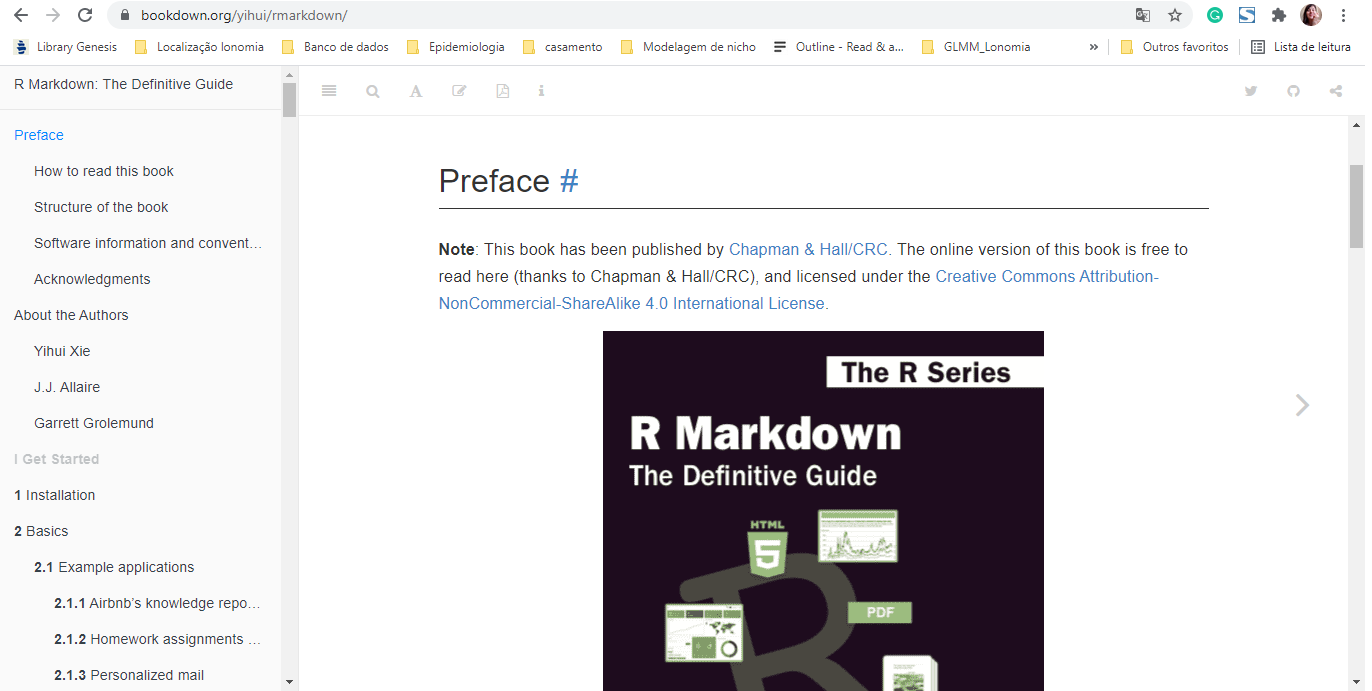 bookdown.org/yihui/rmarkdown/
Library Genesis
Localização lonomia
Banco de dados
Epidemiologia
casamento
Modelagem de nicho
Outline - Read & a...
GLMM_Lonomia
»
Outros favoritos
Lista de leitura
R Markdown: The Definitive Guide
Preface
How to read this book
Structure of the book
Software information and convent…
Acknowledgments
About the Authors
Yihui Xie
J.J. Allaire
Garrett Grolemund
I Get Started
1 Installation
2 Basics
2.1 Example applications
2.1.1 Airbnb’s knowledge repo…
2.1.2 Homework assignments …
2.1.3 Personalized mail
Preface #
Note: This book has been published by Chapman & Hall/CRC. The online version of this book is free to
read here (thanks to Chapman & Hall/CRC), and licensed under the Creative Commons Attribution-
NonCommercial-ShareAlike 4.0 International License.
The R Series
R Markdown
The Definitive Guide
HTML
5
PDF
R